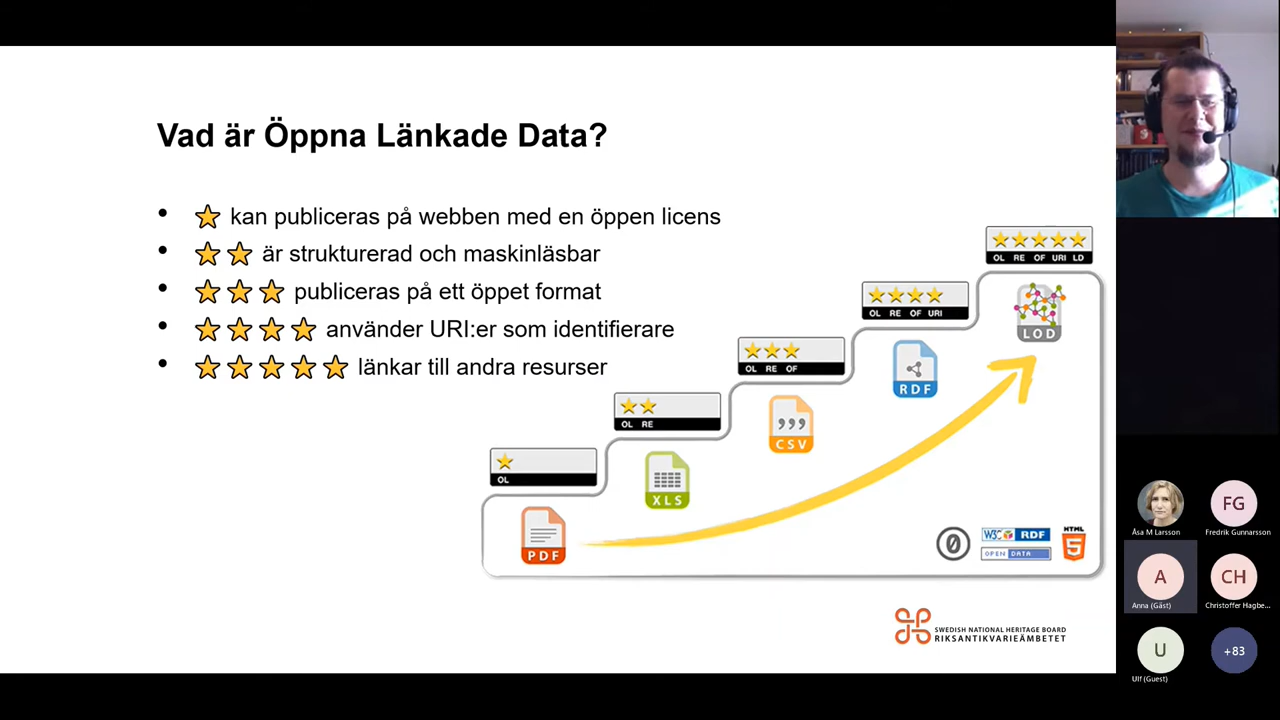 Vad är Öppna Länkade Data?
kan publiceras på webben med en öppen licens
är strukturerad och maskinläsbar
publiceras på ett öppet format
använder URI:er som identifierare
länkar till andra resurser
OL RE OF URI LD
LOD
OL RE OF URI
RDF
OL RE OF
CSV
OL RE
XLS
OL
PDF
0
W3C RDF
OPEN DATA
HTML
5
SWEDISH NATIONAL HERITAGE BOARD
RIKSANTIKVARIEÄMBETET
FG
Åsa M Larsson
Fredrik Gunnarsson
A
CH
Anna (Gäst)
Christoffer Hagbe...
U
+83
Ulf (Guest)